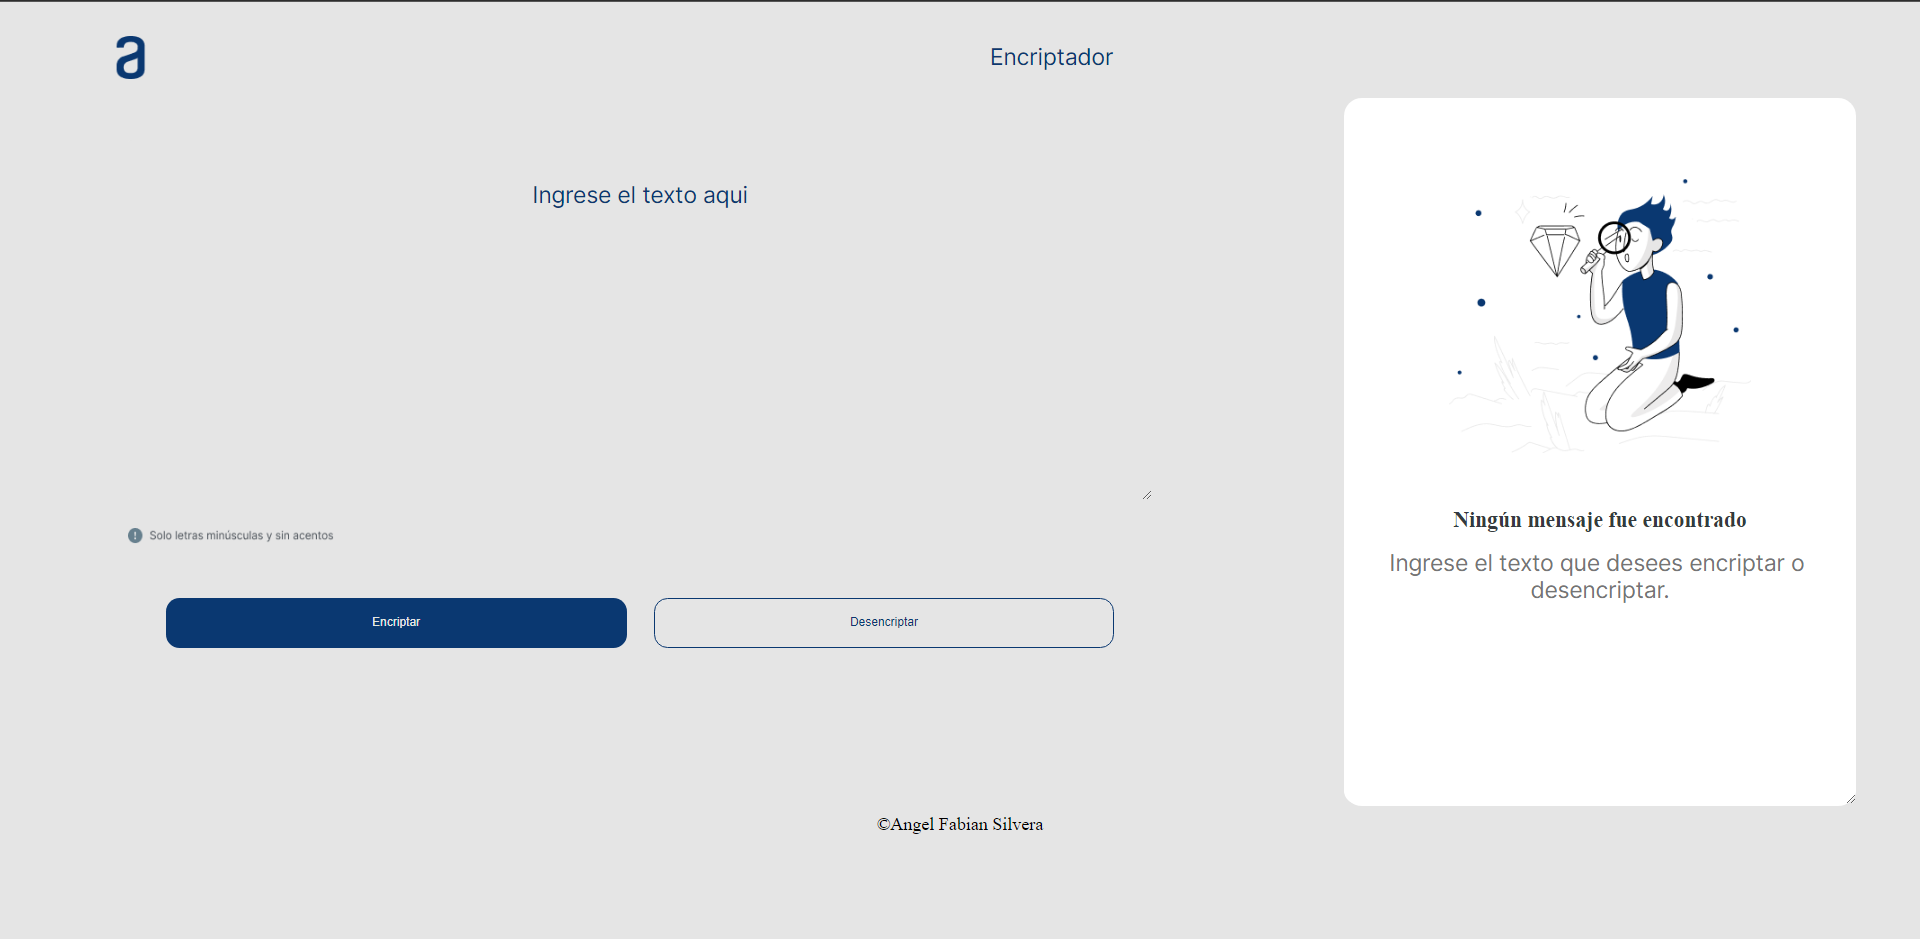 a
Encriptador
Ingrese el texto aqui
Solo letras minúsculas y sin acentos
Encriptar
Desencriptar
Ningún mensaje fue encontrado
Ingrese el texto que desees encriptar o
desencriptar.
©Angel Fabian Silvera